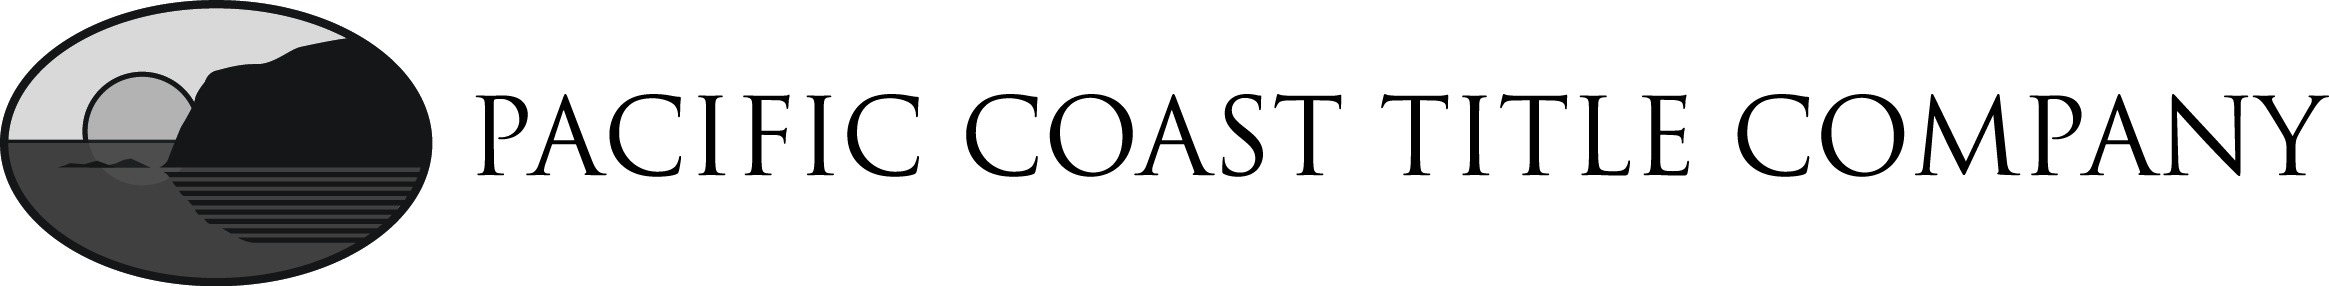 PACIFIC COAST TITLE COMPANY